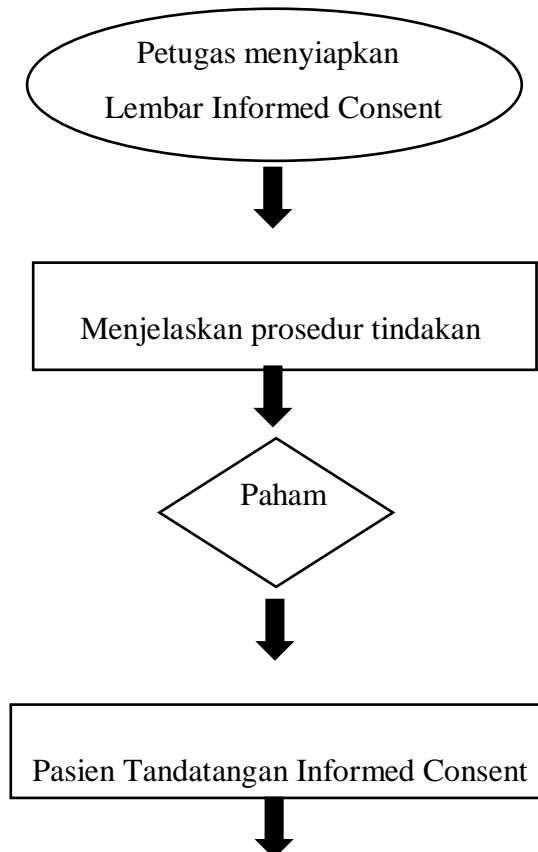 Petugas menyiapkan
Lembar Informed Consent
Menjelaskan prosedur tindakan
Paham
Pasien Tandatangan Informed Consent